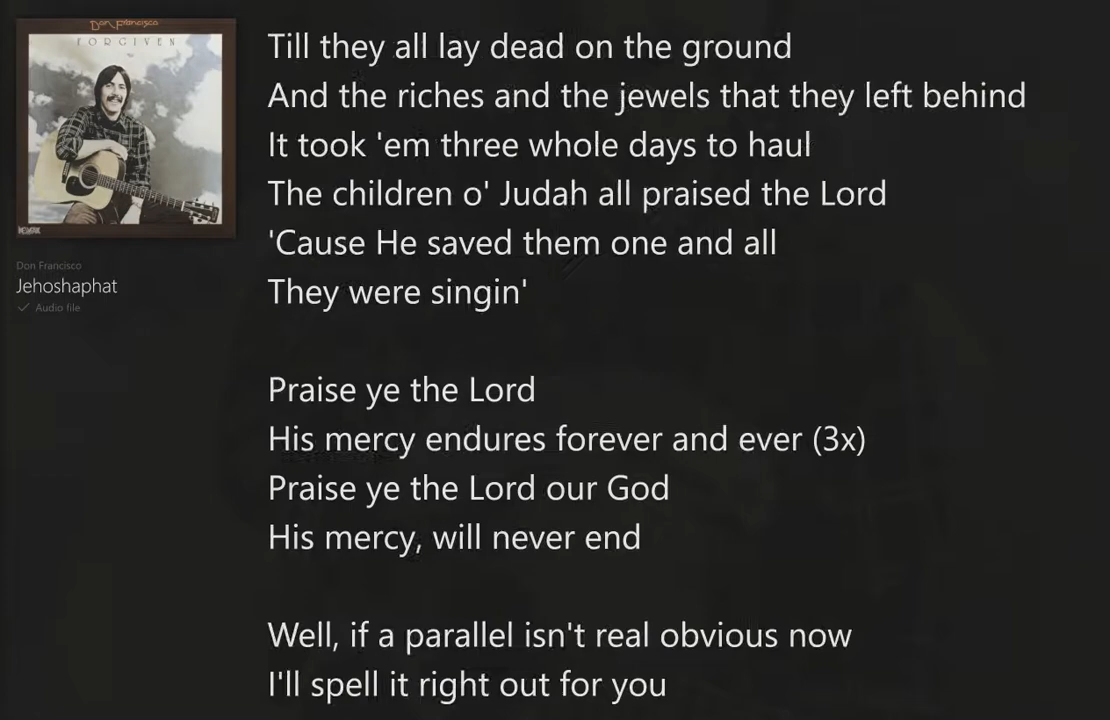 Don Francisco
FORGIVEN
Don Francisco
Jehoshaphat
Audio file
Till they all lay dead on the ground
And the riches and the jewels that they left behind
It took 'em three whole days to haul
The children o' Judah all praised the Lord
'Cause He saved them one and all
They were singin'
Praise ye the Lord
His mercy endures forever and ever (3x)
Praise ye the Lord our God
His mercy, will never end
Well, if a parallel isn't real obvious now
I'll spell it right out for you